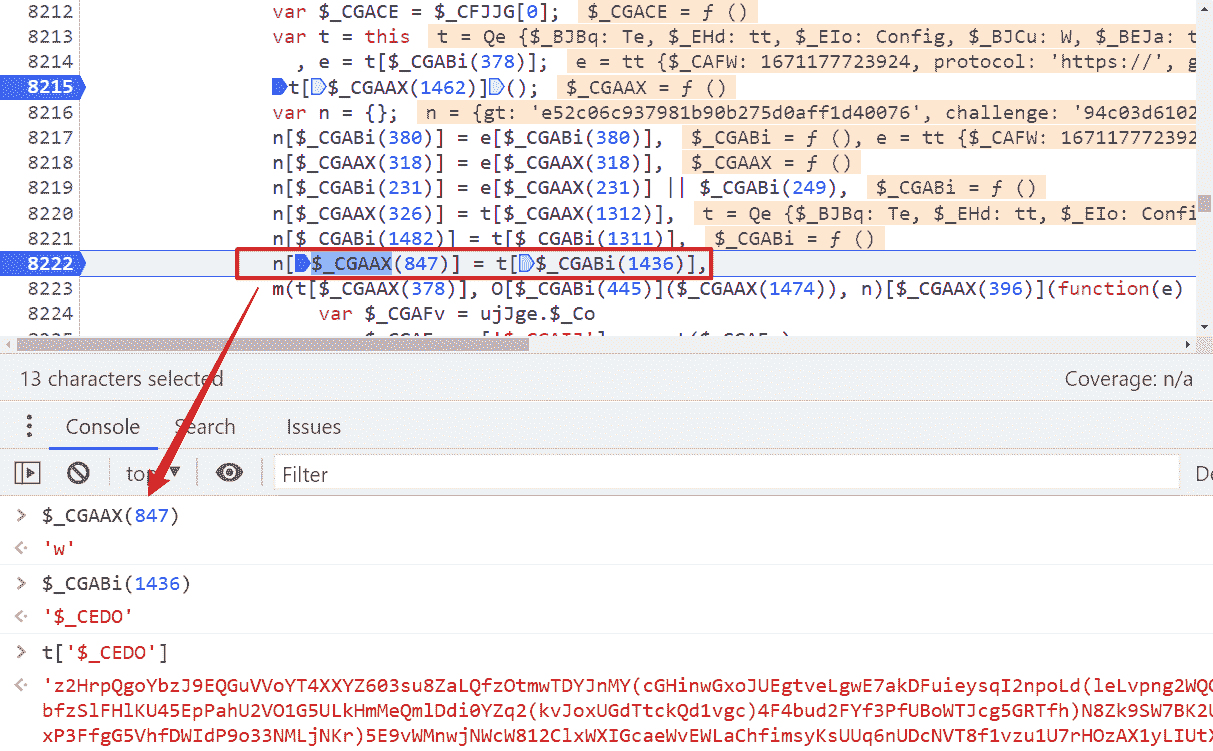 8212 var $_CGACE = $_CFJJG[0]; $_CGACE = ƒ ()
8213 var t = this t = Qe {$_BJBq: Te, $_EHd: tt, $_EIo: Config, $_BJCu: W, $_BEJa: t
8214 , e = t[$_CGABi(378)]; e = tt {$_CAFW: 1671177723924, protocol: 'https://', g
8215 t[$_CGAAX(1462)](); $_CGAAX = ƒ ()
8216 var n = {}; n = {gt: 'e52c06c937981b90b275d0aff1d40076', challenge: '94c03d6102
8217 n[$_CGABi(380)] = e[$_CGABi(380)], $_CGABi = ƒ (), e = tt {$_CAFW: 167117772392
8218 n[$_CGAAX(318)] = e[$_CGAAX(318)], $_CGAAX = ƒ ()
8219 n[$_CGABi(231)] = e[$_CGAAX(231)] || $_CGABi(249), $_CGABi = ƒ ()
8220 n[$_CGAAX(326)] = t[$_CGAAX(1312)], t = Qe {$_BJBq: Te, $_EHd: tt, $_EIo: Confi
8221 n[$_CGABi(1482)] = t[$_CGABi(1311)], $_CGABi = ƒ ()
8222 n[$_CGAAX(847)] = t[$_CGABi(1436)],
8223 m(t[$_CGAAX(378)], O[$_CGABi(445)]($_CGAAX(1474)), n)[$_CGAAX(396)](function(e)
8224 var $_CGAFv = ujJge.$_Co
13 characters selected
Coverage: n/a
Console Search Issues
top Filter
> $_CGAAX(847)
'w'
> $_CGABi(1436)
'$_CEDO'
> t['$_CEDO']
'z2HrpQgoYbzJ9EQGuVVoYT4XXYZ603su8ZaLQfzOtmwTDYJnMY(cGHinwGxoJUEgtveLgwE7akDFuieysqI2npoLd(leLvpng2WQ
bfzSlFHlKU45EpPahU2VO1G5ULkHmMeQmlDdi0YZq2(kvJoxUGdTtckQd1vgc)4F4bud2FYf3PfUBoWTJcg5GRTfh)N8Zk9SW7BK2U
xP3FfgG5VhfDWIdP9o33NMLjNKr)5E9vWMnwjNWcW812ClxWXIGcaeWvEWLaChfimsyKsUUq6nUDcNVT8f1vzu1U7rHOzAX1yLIUt